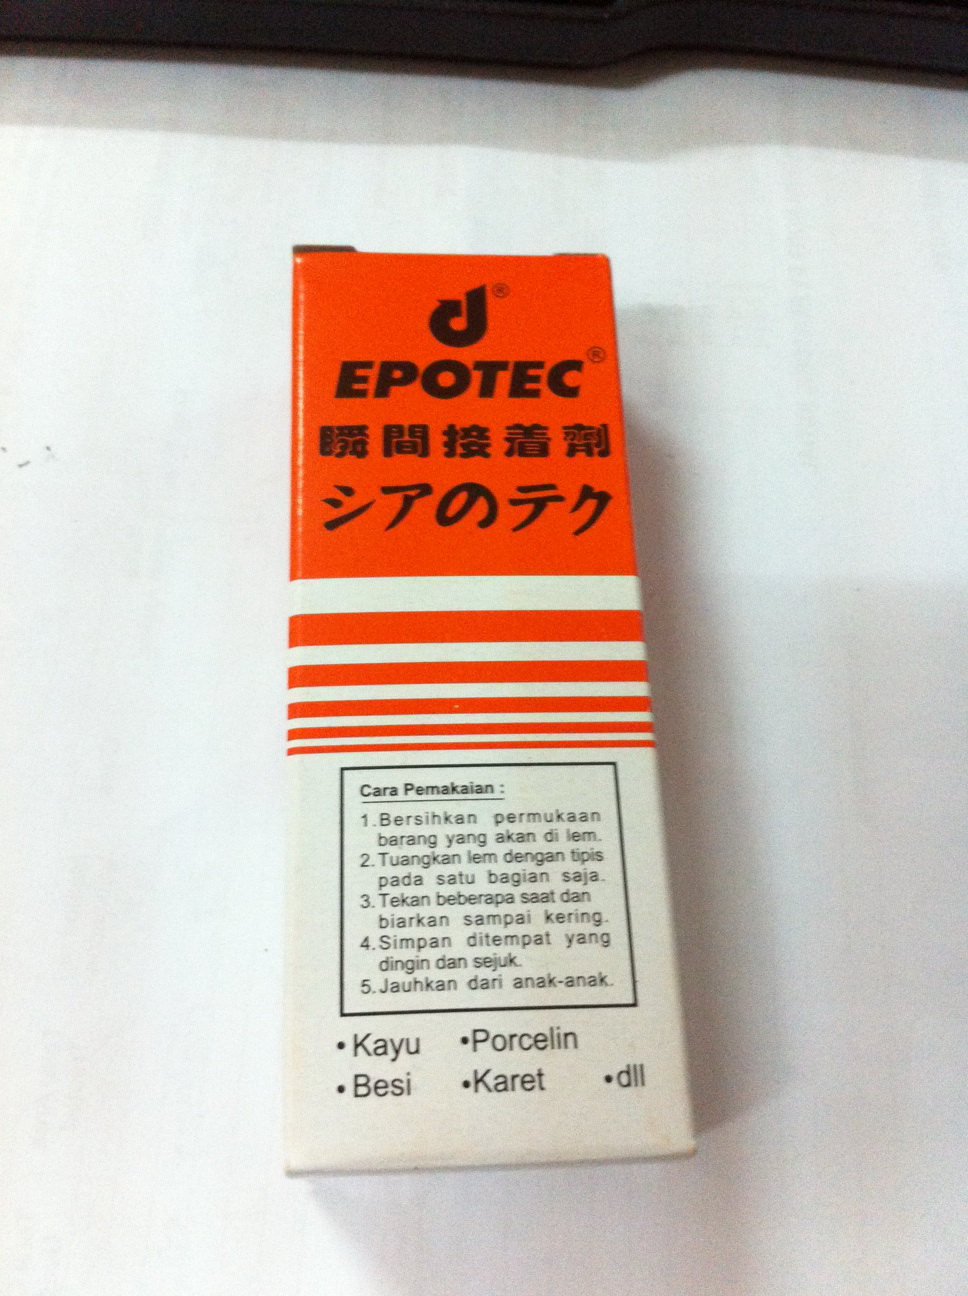 d®
EPOTEC®
瞬間接着劑
シアのテク
Cara Pemakaian :
1. Bersihkan permukaan
barang yang akan di lem.
2. Tuangkan lem dengan tipis
pada satu bagian saja.
3. Tekan beberapa saat dan
biarkan sampai kering.
4. Simpan ditempat yang
dingin dan sejuk.
5. Jauhkan dari anak-anak.
•Kayu •Porcelin
•Besi •Karet •dll